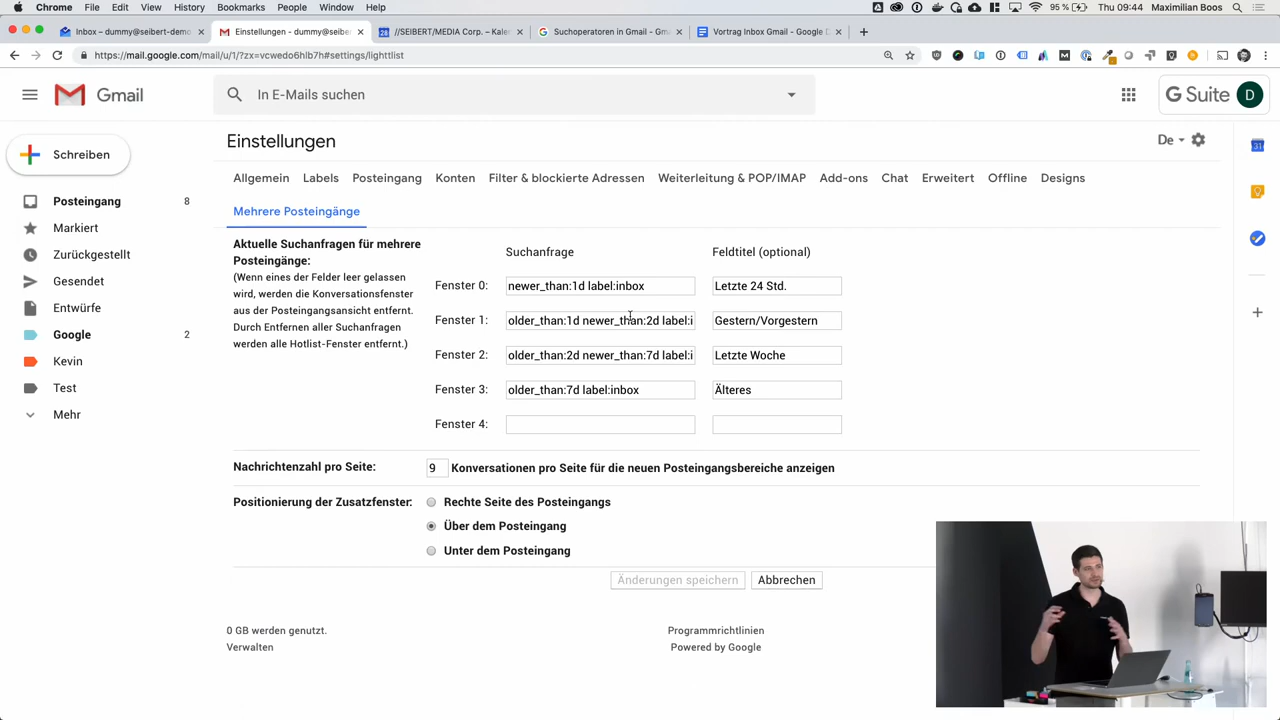 Chrome File Edit View History Bookmarks People Window Help 95 % Thu 09:44 Maximilian Boos
Inbox – dummy@seibert-demo Einstellungen - dummy@seibe //SEIBERT/MEDIA Corp. – Kale Suchoperatoren in Gmail - Gm Vortrag Inbox Gmail - Google D
https://mail.google.com/mail/u/1/?zx=vcwedo6hlb7h#settings/lighttlist
Gmail
In E-Mails suchen
G Suite D
Schreiben
Posteingang 8
Markiert
Zurückgestellt
Gesendet
Entwürfe
Google 2
Kevin
Test
Mehr
Einstellungen
De
Allgemein Labels Posteingang Konten Filter & blockierte Adressen Weiterleitung & POP/IMAP Add-ons Chat Erweitert Offline Designs
Mehrere Posteingänge
Aktuelle Suchanfragen für mehrere
Posteingänge:
(Wenn eines der Felder leer gelassen
wird, werden die Konversationsfenster
aus der Posteingangsansicht entfernt.
Durch Entfernen aller Suchanfragen
werden alle Hotlist-Fenster entfernt.)
Suchanfrage Feldtitel (optional)
Fenster 0: newer_than:1d label:inbox Letzte 24 Std.
Fenster 1: older_than:1d newer_than:2d label:i Gestern/Vorgestern
Fenster 2: older_than:2d newer_than:7d label:i Letzte Woche
Fenster 3: older_than:7d label:inbox Älteres
Fenster 4:
Nachrichtenzahl pro Seite: 9 Konversationen pro Seite für die neuen Posteingangsbereiche anzeigen
Positionierung der Zusatzfenster: Rechte Seite des Posteingangs
Über dem Posteingang
Unter dem Posteingang
Änderungen speichern Abbrechen
0 GB werden genutzt.
Verwalten
Programmrichtlinien
Powered by Google
31